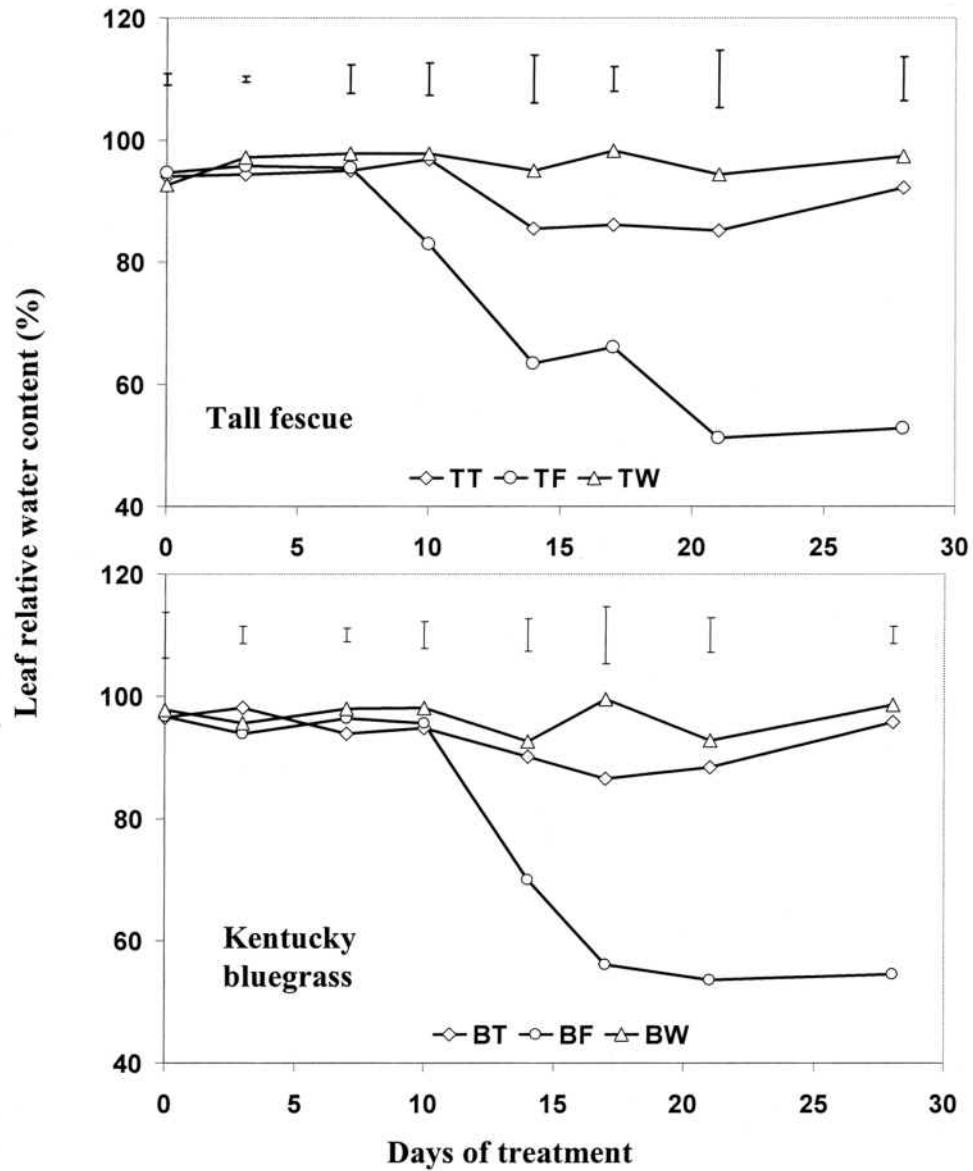 Leaf relative water content (%)
120
100
80
60
40
Tall fescue
TT TF TW
0 5 10 15 20 25 30
120
100
80
60
40
Kentucky
bluegrass
BT BF BW
0 5 10 15 20 25 30
Days of treatment